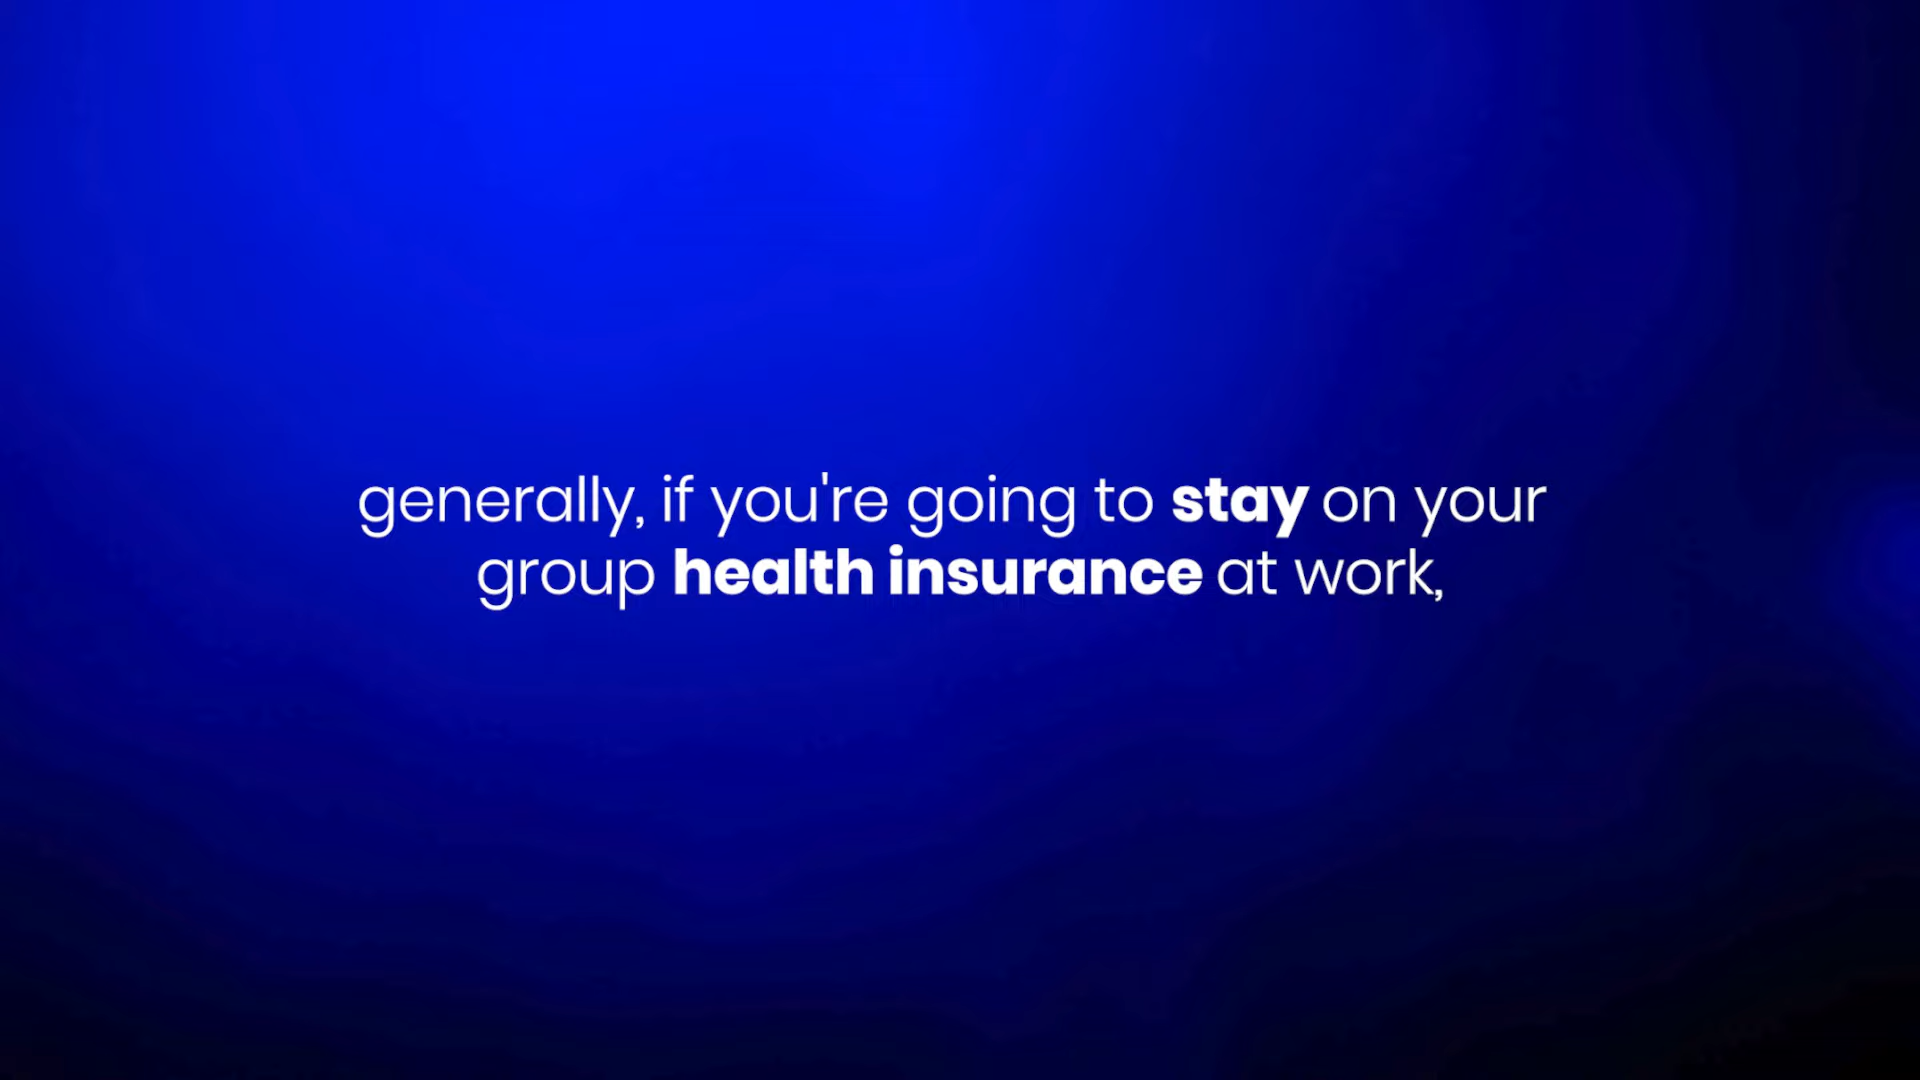 generally, if you're going to stay on your
group health insurance at work,